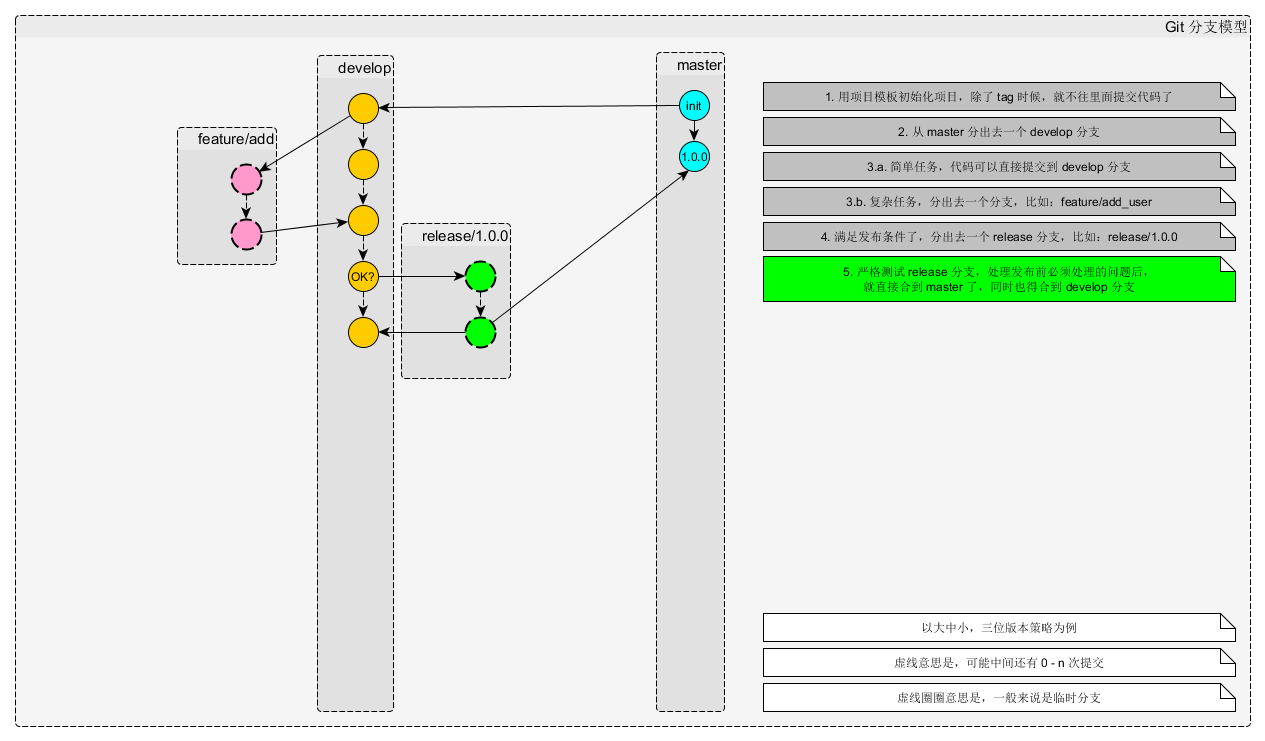 Git 分支模型
develop
master
feature/add
release/1.0.0
init
1.0.0
OK?
1. 用项目模板初始化项目，除了 tag 时候，就不往里面提交代码了
2. 从 master 分出去一个 develop 分支
3.a. 简单任务，代码可以直接提交到 develop 分支
3.b. 复杂任务，分出去一个分支，比如：feature/add_user
4. 满足发布条件了，分出去一个 release 分支，比如：release/1.0.0
5. 严格测试 release 分支，处理发布前必须处理的问题后，
就直接合到 master 了，同时也得合到 develop 分支
以大中小，三位版本策略为例
虚线意思是，可能中间还有 0 - n 次提交
虚线圈圈意思是，一般来说是临时分支